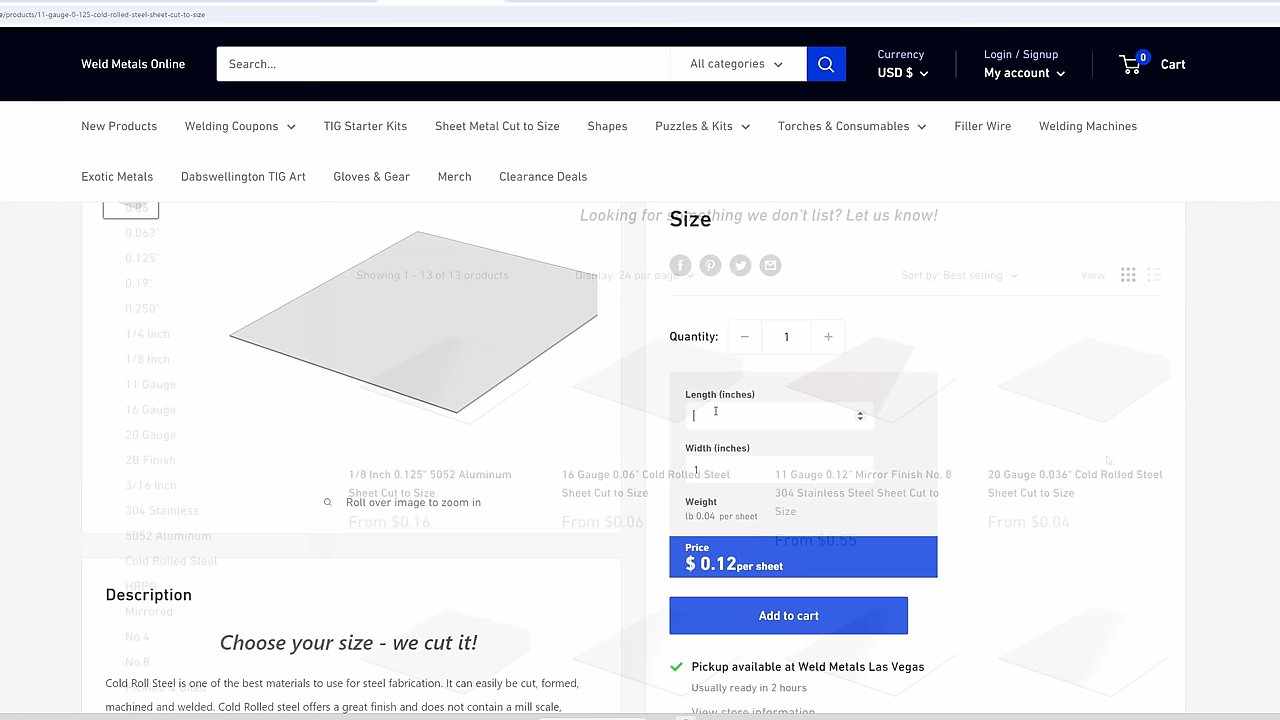 e/products/11-gauge-0-125-cold-rolled-steel-sheet-cut-to-size
Weld Metals Online
Search...
All categories
Currency
USD $
Login / Signup
My account
0
Cart
New Products
Welding Coupons
TIG Starter Kits
Sheet Metal Cut to Size
Shapes
Puzzles & Kits
Torches & Consumables
Filler Wire
Welding Machines
Exotic Metals
Dabswellington TIG Art
Gloves & Gear
Merch
Clearance Deals
Looking for something we don't list? Let us know!
Size
Showing 1 - 13 of 13 products
Display: 24 per page
Sort by: Best selling
View
0.06
0.063"
0.125"
0.19"
0.250"
1/4 Inch
1/8 Inch
11 Gauge
16 Gauge
20 Gauge
2B Finish
3/16 Inch
304 Stainless
5052 Aluminum
Cold Rolled Steel
HRPO
Mirrored
No.4
No.8
Quantity:
1
Length (inches)
Width (inches)
1
Weight
lb 0.04 per sheet
Price
$ 0.12per sheet
Add to cart
Pickup available at Weld Metals Las Vegas
Usually ready in 2 hours
View store information
1/8 Inch 0.125" 5052 Aluminum
Sheet Cut to Size
From $0.16
16 Gauge 0.06" Cold Rolled Steel
Sheet Cut to Size
From $0.06
11 Gauge 0.12" Mirror Finish No. 8
304 Stainless Steel Sheet Cut to
Size
From $0.55
20 Gauge 0.036" Cold Rolled Steel
Sheet Cut to Size
From $0.04
Roll over image to zoom in
Description
Choose your size - we cut it!
Cold Roll Steel is one of the best materials to use for steel fabrication. It can easily be cut, formed,
machined and welded. Cold Rolled steel offers a great finish and does not contain a mill scale,